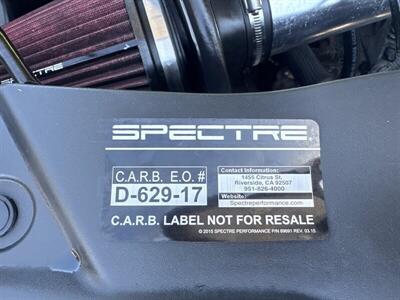 SPECTRE
SPECTRE
C.A.R.B. E.O. #
D-629-17
Contact Information:
1455 Citrus St.
Riverside, CA 92507
951-826-4000
Website:
Spectreperformance.com
C.A.R.B. LABEL NOT FOR RESALE
© 2015 SPECTRE PERFORMANCE P/N 89691 REV. 03.15